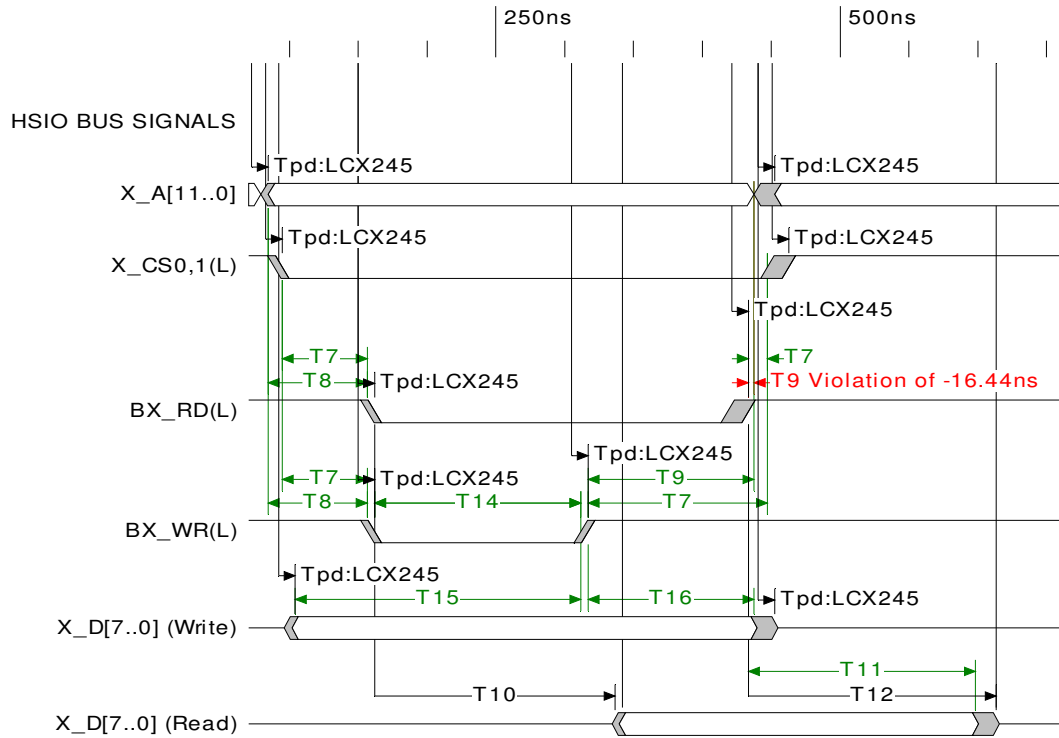 250ns 500ns
HSIO BUS SIGNALS
Tpd:LCX245 Tpd:LCX245
X_A[11..0]
Tpd:LCX245 Tpd:LCX245
X_CS0,1(L)
Tpd:LCX245
T7 T7
T8 Tpd:LCX245 T9 Violation of -16.44ns
BX_RD(L)
Tpd:LCX245
T7 Tpd:LCX245 T9
T8 T14 T7
BX_WR(L)
Tpd:LCX245
T15 T16 Tpd:LCX245
X_D[7..0] (Write)
T11
T10 T12
X_D[7..0] (Read)